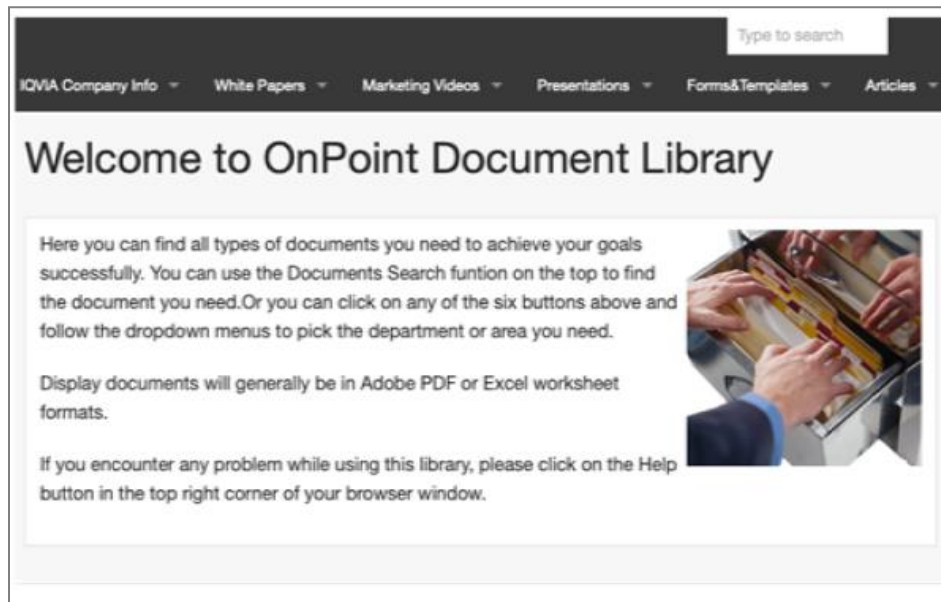 Type to search
IQVIA Company Info White Papers Marketing Videos Presentations Forms&Templates Articles
Welcome to OnPoint Document Library
Here you can find all types of documents you need to achieve your goals
successfully. You can use the Documents Search funtion on the top to find
the document you need.Or you can click on any of the six buttons above and
follow the dropdown menus to pick the department or area you need.
Display documents will generally be in Adobe PDF or Excel worksheet
formats.
If you encounter any problem while using this library, please click on the Help
button in the top right corner of your browser window.